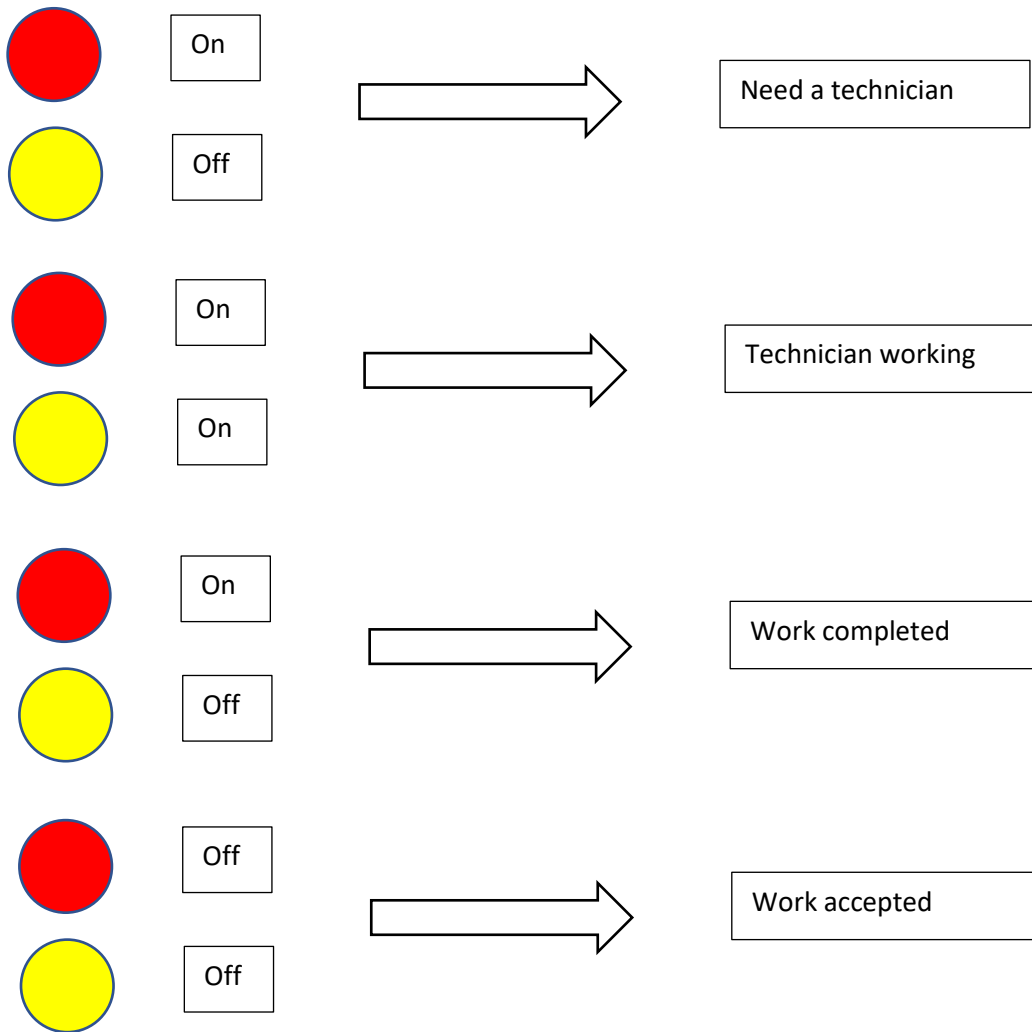 On
Need a technician
Off
On
Technician working
On
On
Work completed
Off
Off
Work accepted
Off